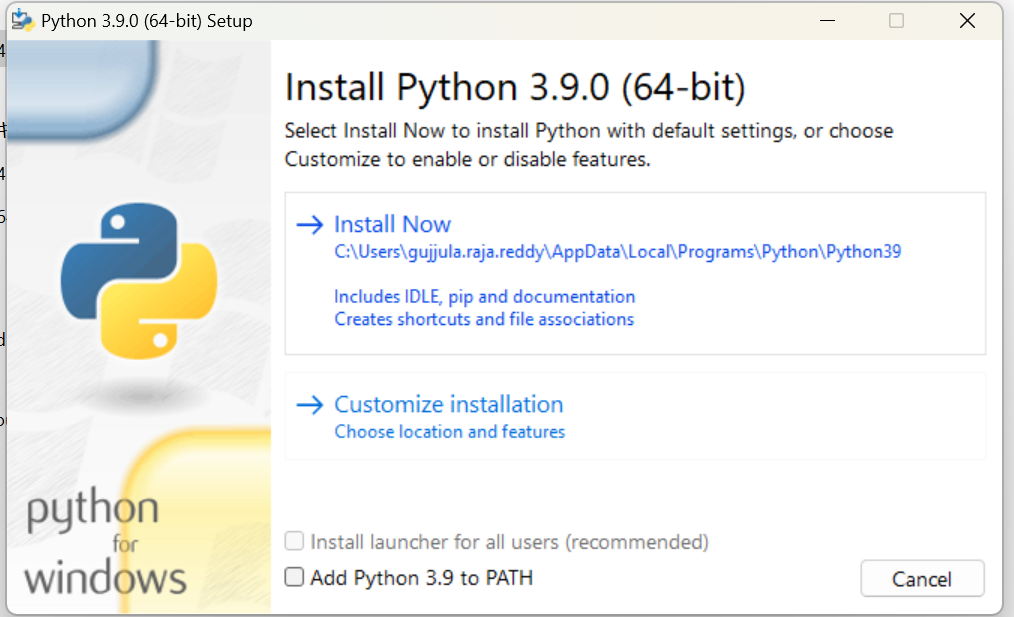 Python 3.9.0 (64-bit) Setup
Install Python 3.9.0 (64-bit)
Select Install Now to install Python with default settings, or choose
Customize to enable or disable features.
Install Now
C:\Users\gujjula.raja.reddy\AppData\Local\Programs\Python\Python39
Includes IDLE, pip and documentation
Creates shortcuts and file associations
Customize installation
Choose location and features
python
for
windows
Install launcher for all users (recommended)
Add Python 3.9 to PATH
Cancel